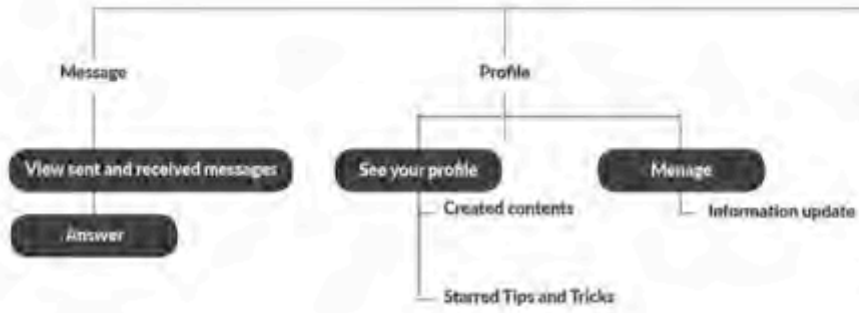 Message
Profile
View sent and received messages
See your profile
Menage
Created contents
Information update
Answer
Starred Tips and Tricks